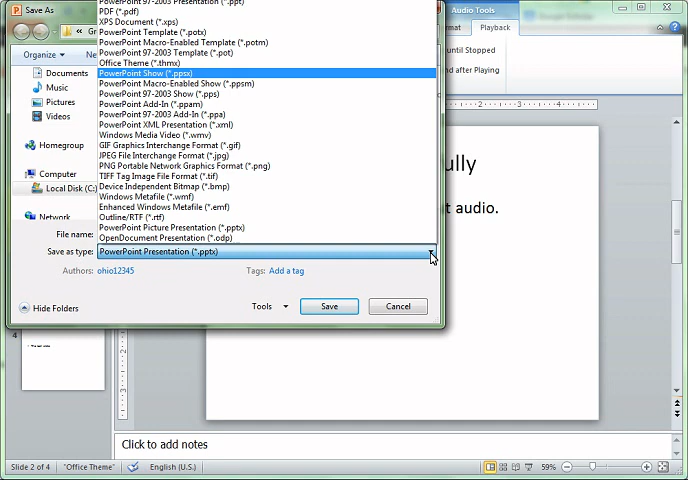 Save As
Audio Tools
Gr
PowerPoint 97-2003 Presentation (*.ppt)
PDF (*.pdf)
XPS Document (*.xps)
PowerPoint Template (*.potx)
PowerPoint Macro-Enabled Template (*.potm)
PowerPoint 97-2003 Template (*.pot)
Office Theme (*.thmx)
PowerPoint Show (*.ppsx)
PowerPoint Macro-Enabled Show (*.ppsm)
PowerPoint 97-2003 Show (*.pps)
PowerPoint Add-In (*.ppam)
PowerPoint 97-2003 Add-In (*.ppa)
PowerPoint XML Presentation (*.xml)
Windows Media Video (*.wmv)
GIF Graphics Interchange Format (*.gif)
JPEG File Interchange Format (*.jpg)
PNG Portable Network Graphics Format (*.png)
TIFF Tag Image File Format (*.tif)
Device Independent Bitmap (*.bmp)
Windows Metafile (*.wmf)
Enhanced Windows Metafile (*.emf)
Outline/RTF (*.rtf)
PowerPoint Picture Presentation (*.pptx)
OpenDocument Presentation (*.odp)
Organize
Ne
Documents
Music
Pictures
Videos
Homegroup
Computer
Local Disk (C:)
Network
File name:
Save as type: PowerPoint Presentation (*.pptx)
Authors: ohio12345 Tags: Add a tag
Hide Folders Tools Save Cancel
rmat Playback
until Stopped
nd after Playing
2 3 4
ully
t audio.
4
2
3
Click to add notes
Slide 2 of 4 "Office Theme" English (U.S.) 59%